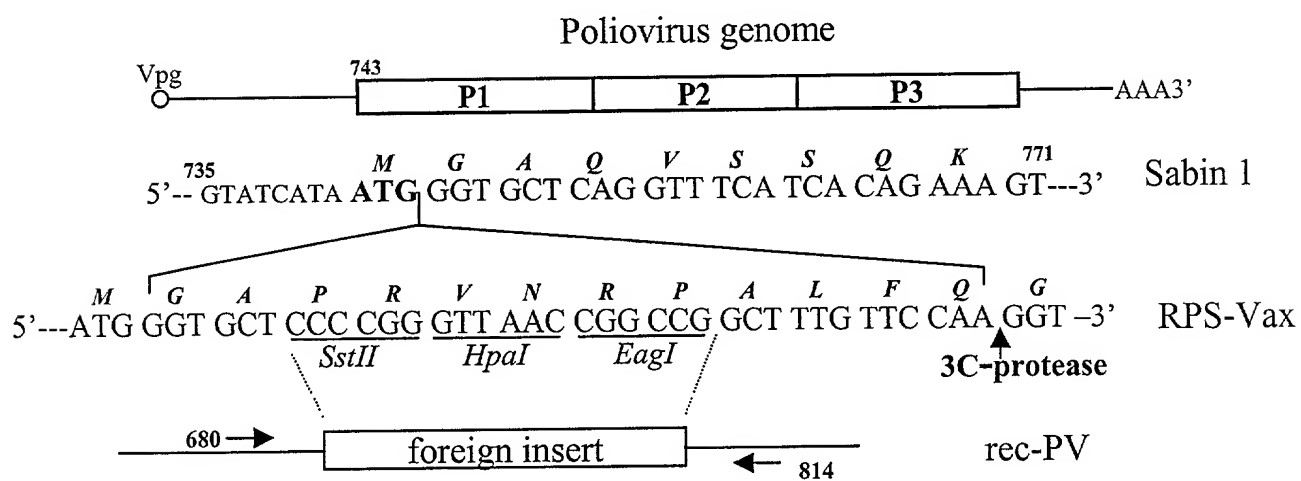 Poliovirus genome
Vpg 743 P1 P2 P3 AAA3'
735 M G A Q V S S Q K 771
5'-- GTATCATA ATG GGT GCT CAG GTT TCA TCA CAG AAA GT---3' Sabin 1
M G A P R V N R P A L F Q G
5'---ATG GGT GCT CCC CGG GTT AAC CGG CCG GCT TTG TTC CAA GGT –3' RPS-Vax
SstII HpaI EagI
3C-protease
680 foreign insert 814 rec-PV